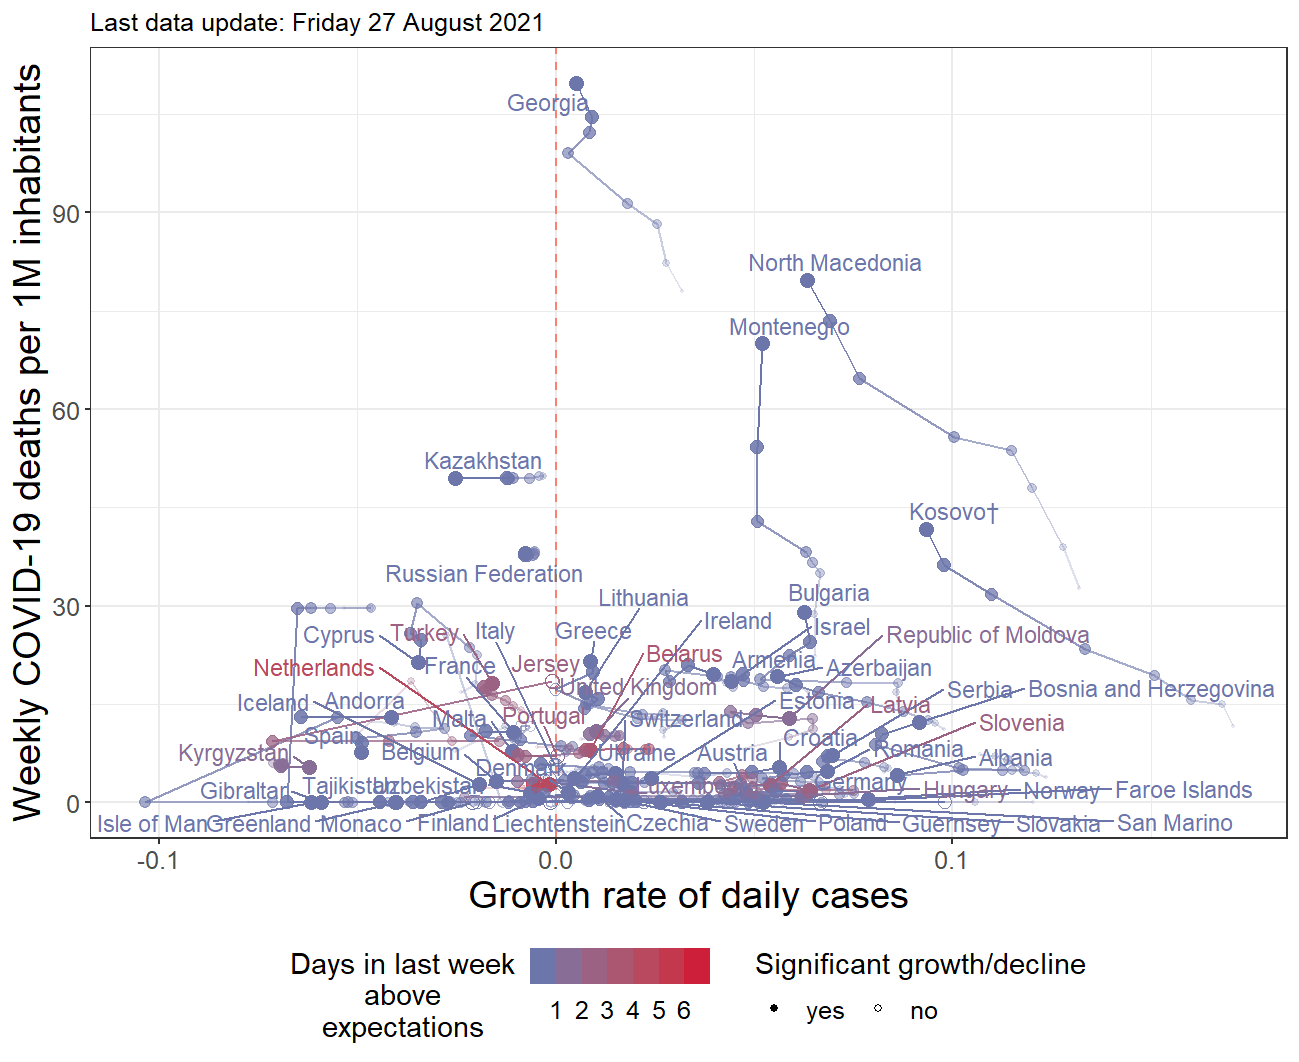 Last data update: Friday 27 August 2021
Weekly COVID-19 deaths per 1M inhabitants
90
60
30
0
Georgia
North Macedonia
Montenegro
Kazakhstan
Kosovo†
Russian Federation
Bulgaria
Lithuania
Ireland
Cyprus
Turkey
Italy
Greece
Israel
Republic of Moldova
Netherlands
France
Jersey
Belarus
Armenia
Azerbaijan
United Kingdom
Serbia
Bosnia and Herzegovina
Iceland
Andorra
Malta
Portugal
Switzerland
Estonia
Latvia
Slovenia
Spain
Kyrgyzstan
Belgium
Ukraine
Austria
Croatia
Romania
Albania
Denmark
Gibraltar
Tajikistan
Uzbekistan
Luxembourg
Germany
Hungary
Norway
Faroe Islands
Isle of Man
Greenland
Monaco
Finland
Liechtenstein
Czechia
Sweden
Poland
Guernsey
Slovakia
San Marino
-0.1
0.0
0.1
Growth rate of daily cases
Days in last week
above
expectations
1 2 3 4 5 6
Significant growth/decline
yes
no